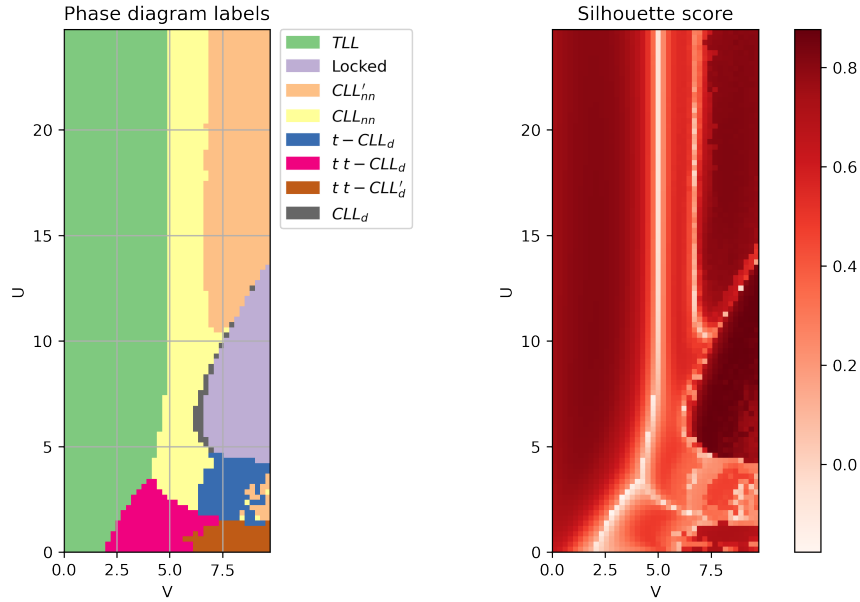 Phase diagram labels
TLL
Locked
CLL'nn
CLLnn
t − CLLd
t t − CLLd
t t − CLL'd
CLLd
U
20
15
10
5
0
0.0 2.5 5.0 7.5
V
Silhouette score
U
20
15
10
5
0
0.0 2.5 5.0 7.5
V
0.8
0.6
0.4
0.2
0.0